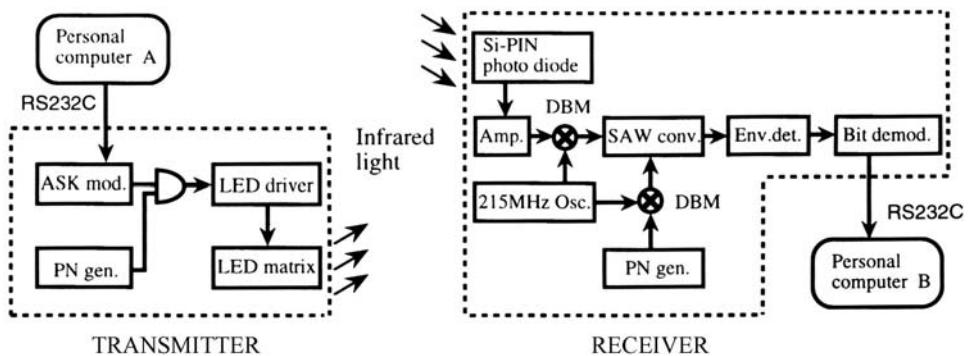 Personal
computer A
RS232C
ASK mod.
LED driver
PN gen.
LED matrix
TRANSMITTER
Infrared
light
Si-PIN
photo diode
DBM
Amp.
SAW conv.
Env.det.
Bit demod.
215MHz Osc.
DBM
PN gen.
RS232C
Personal
computer B
RECEIVER